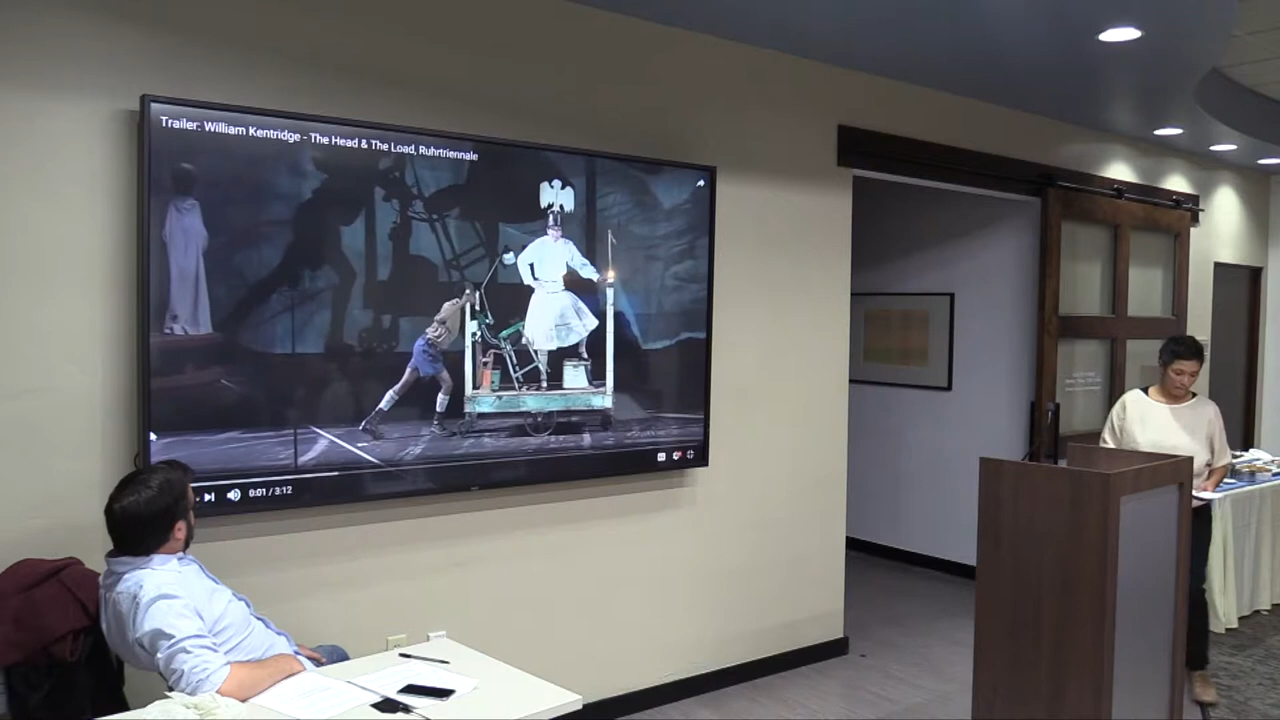 Trailer: William Kentridge - The Head & The Load, Ruhrtriennale
0:01 / 3:12